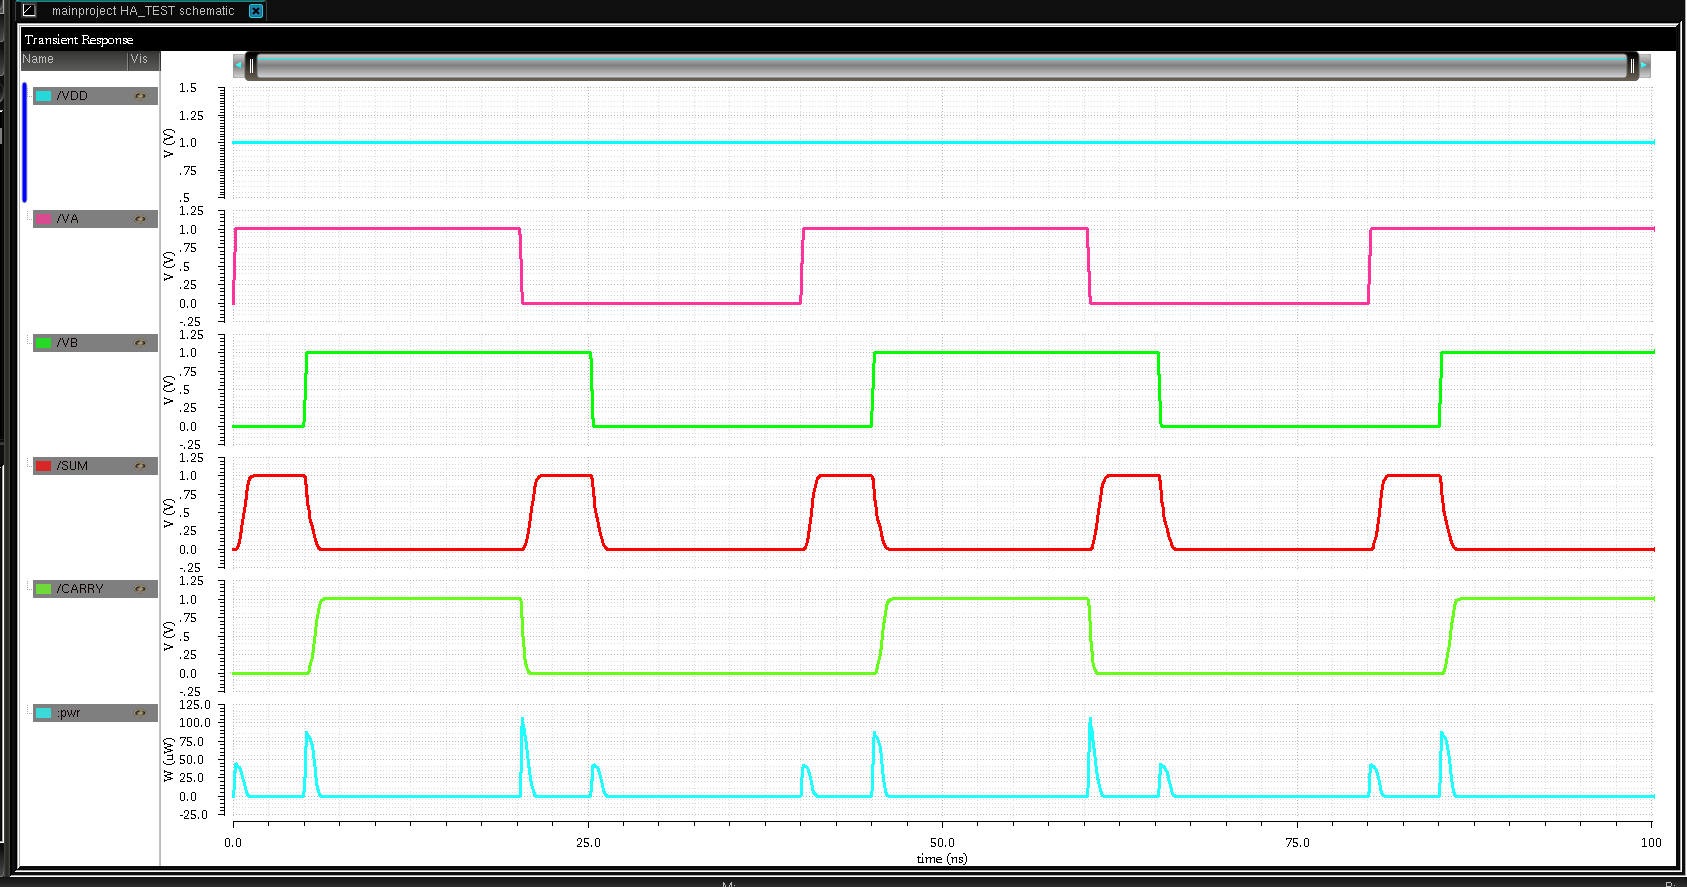 mainproject HA_TEST schematic
Transient Response
Name Vis
/VDD
1.5
1.25
1.0
.75
.5
V (V)
/VA
1.25
1.0
.75
.5
.25
0.0
-.25
V (V)
/VB
1.25
1.0
.75
.5
.25
0.0
-.25
V (V)
/SUM
1.25
1.0
.75
.5
.25
0.0
-.25
V (V)
/CARRY
1.25
1.0
.75
.5
.25
0.0
-.25
V (V)
:pwr
125.0
100.0
75.0
50.0
25.0
0.0
-25.0
W (uW)
0.0 25.0 50.0 75.0 100
time (ns)